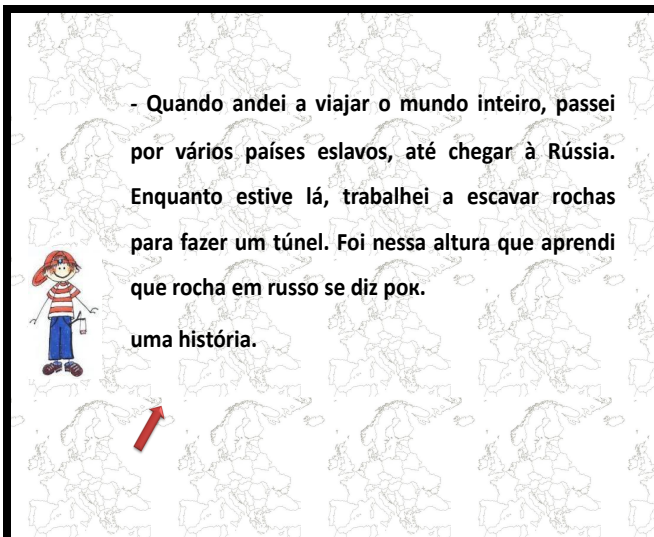 - Quando andei a viajar o mundo inteiro, passei
por vários países eslavos, até chegar à Rússia.
Enquanto estive lá, trabalhei a escavar rochas
para fazer um túnel. Foi nessa altura que aprendi
que rocha em russo se diz рок.
uma história.